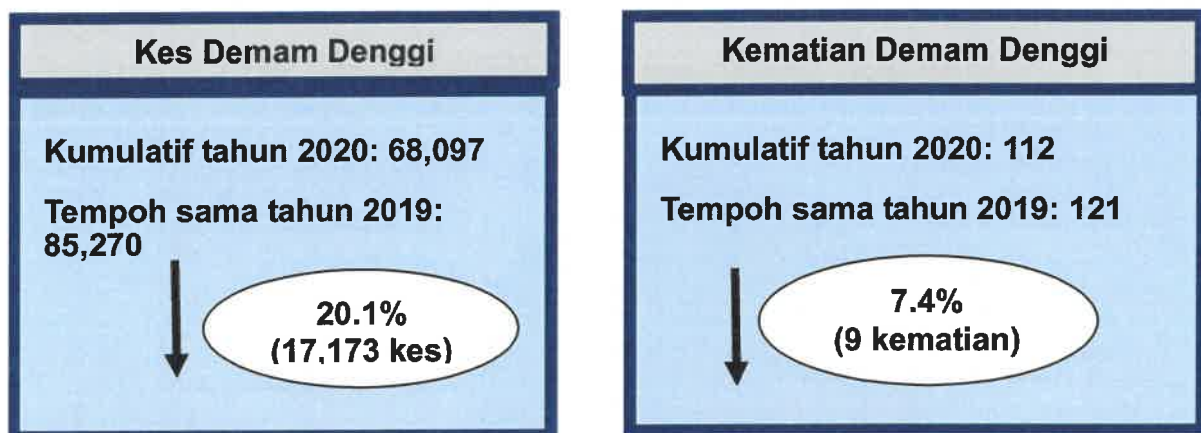 Kes Demam Denggi
Kumulatif tahun 2020: 68,097
Tempoh sama tahun 2019:
85,270
20.1%
(17,173 kes)
Kematian Demam Denggi
Kumulatif tahun 2020: 112
Tempoh sama tahun 2019: 121
7.4%
(9 kematian)